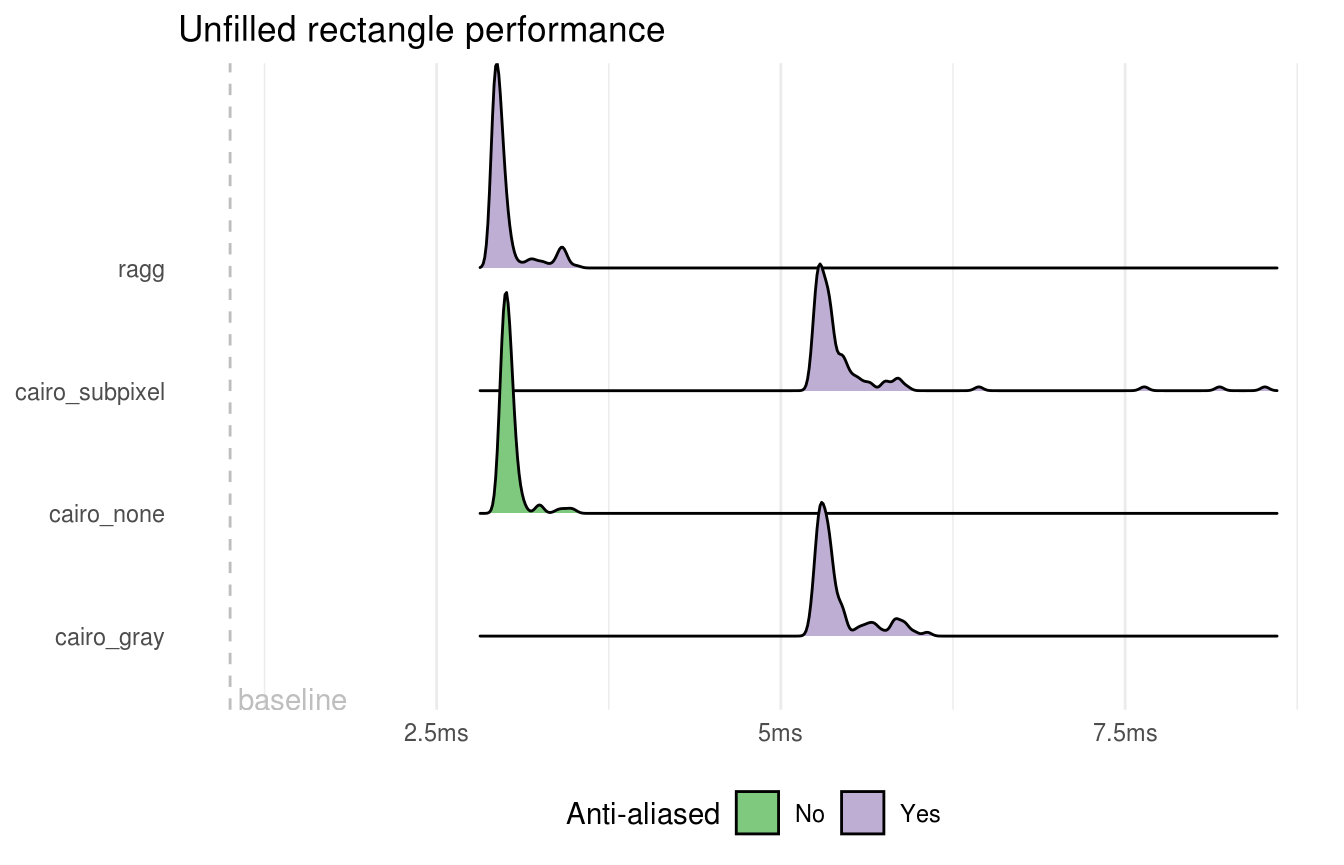 Unfilled rectangle performance
ragg
cairo_subpixel
cairo_none
cairo_gray
baseline
2.5ms 5ms 7.5ms
Anti-aliased No Yes